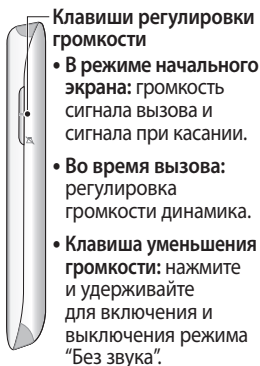 Клавиши регулировки
громкости
• В режиме начального
экрана: громкость
сигнала вызова и
сигнала при касании.
• Во время вызова:
регулировка
громкости динамика.
• Клавиша уменьшения
громкости: нажмите
и удерживайте
для включения и
выключения режима
“Без звука”.